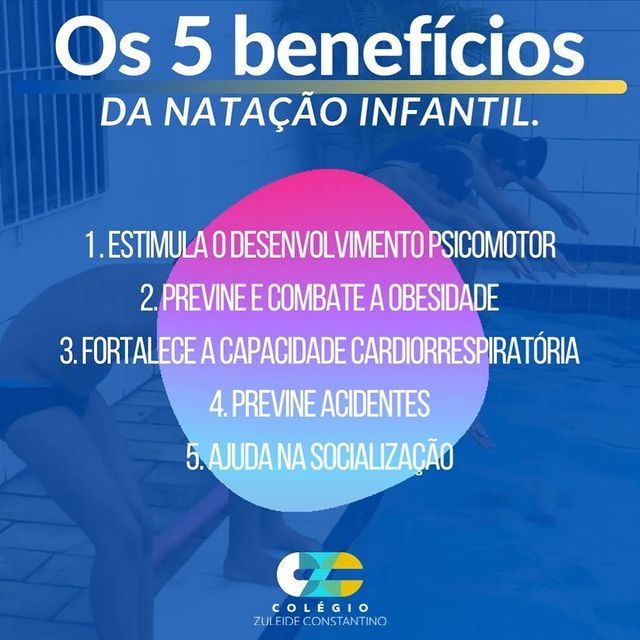 Os 5 benefícios
DA NATAÇÃO INFANTIL.
1. ESTIMULA O DESENVOLVIMENTO PSICOMOTOR
2. PREVINE E COMBATE A OBESIDADE
3. FORTALECE A CAPACIDADE CARDIORRESPIRATÓRIA
4. PREVINE ACIDENTES
5. AJUDA NA SOCIALIZAÇÃO
COLÉGIO
ZULEIDE CONSTANTINO